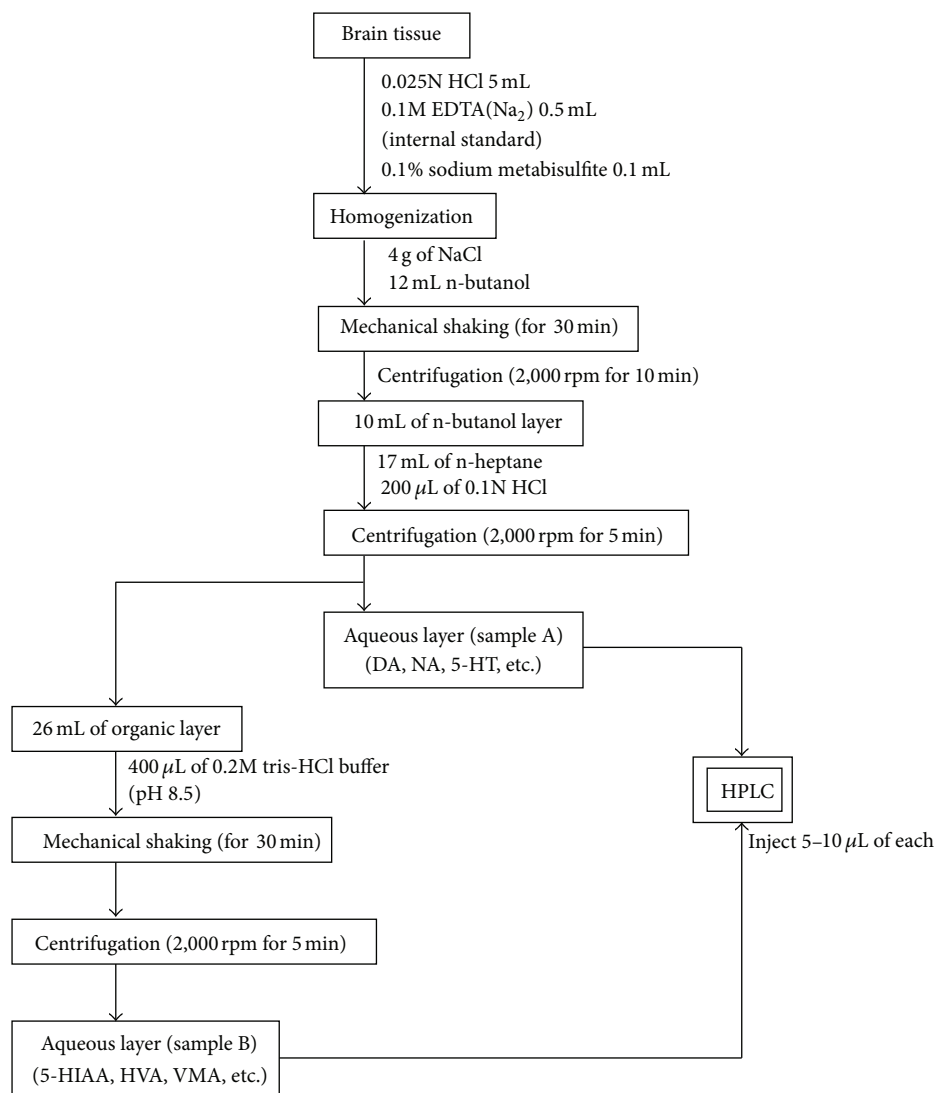 Brain tissue
0.025N HCl 5 mL
0.1M EDTA(Na₂) 0.5 mL
(internal standard)
0.1% sodium metabisulfite 0.1 mL
Homogenization
4 g of NaCl
12 mL n-butanol
Mechanical shaking (for 30 min)
Centrifugation (2,000 rpm for 10 min)
10 mL of n-butanol layer
17 mL of n-heptane
200 μL of 0.1N HCl
Centrifugation (2,000 rpm for 5 min)
Aqueous layer (sample A)
(DA, NA, 5-HT, etc.)
26 mL of organic layer
400 μL of 0.2M tris-HCl buffer
(pH 8.5)
HPLC
Mechanical shaking (for 30 min)
Inject 5–10 μL of each
Centrifugation (2,000 rpm for 5 min)
Aqueous layer (sample B)
(5-HIAA, HVA, VMA, etc.)